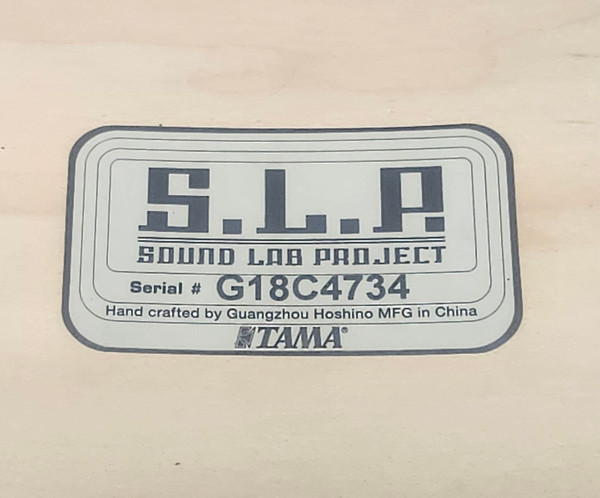 S.L.P.
SOUND LAB PROJECT
Serial # G18C4734
Hand crafted by Guangzhou Hoshino MFG in China
TAMA®